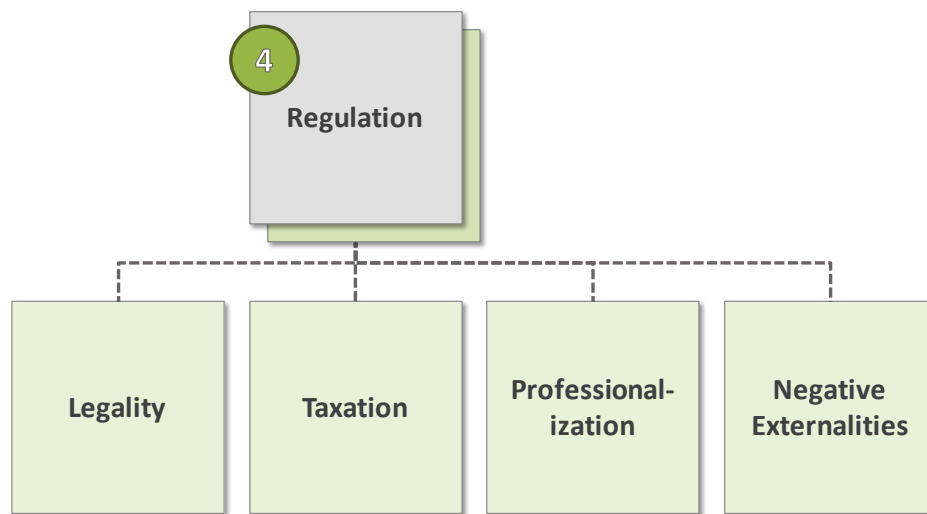 4
Regulation
Legality
Taxation
Professional-
ization
Negative
Externalities